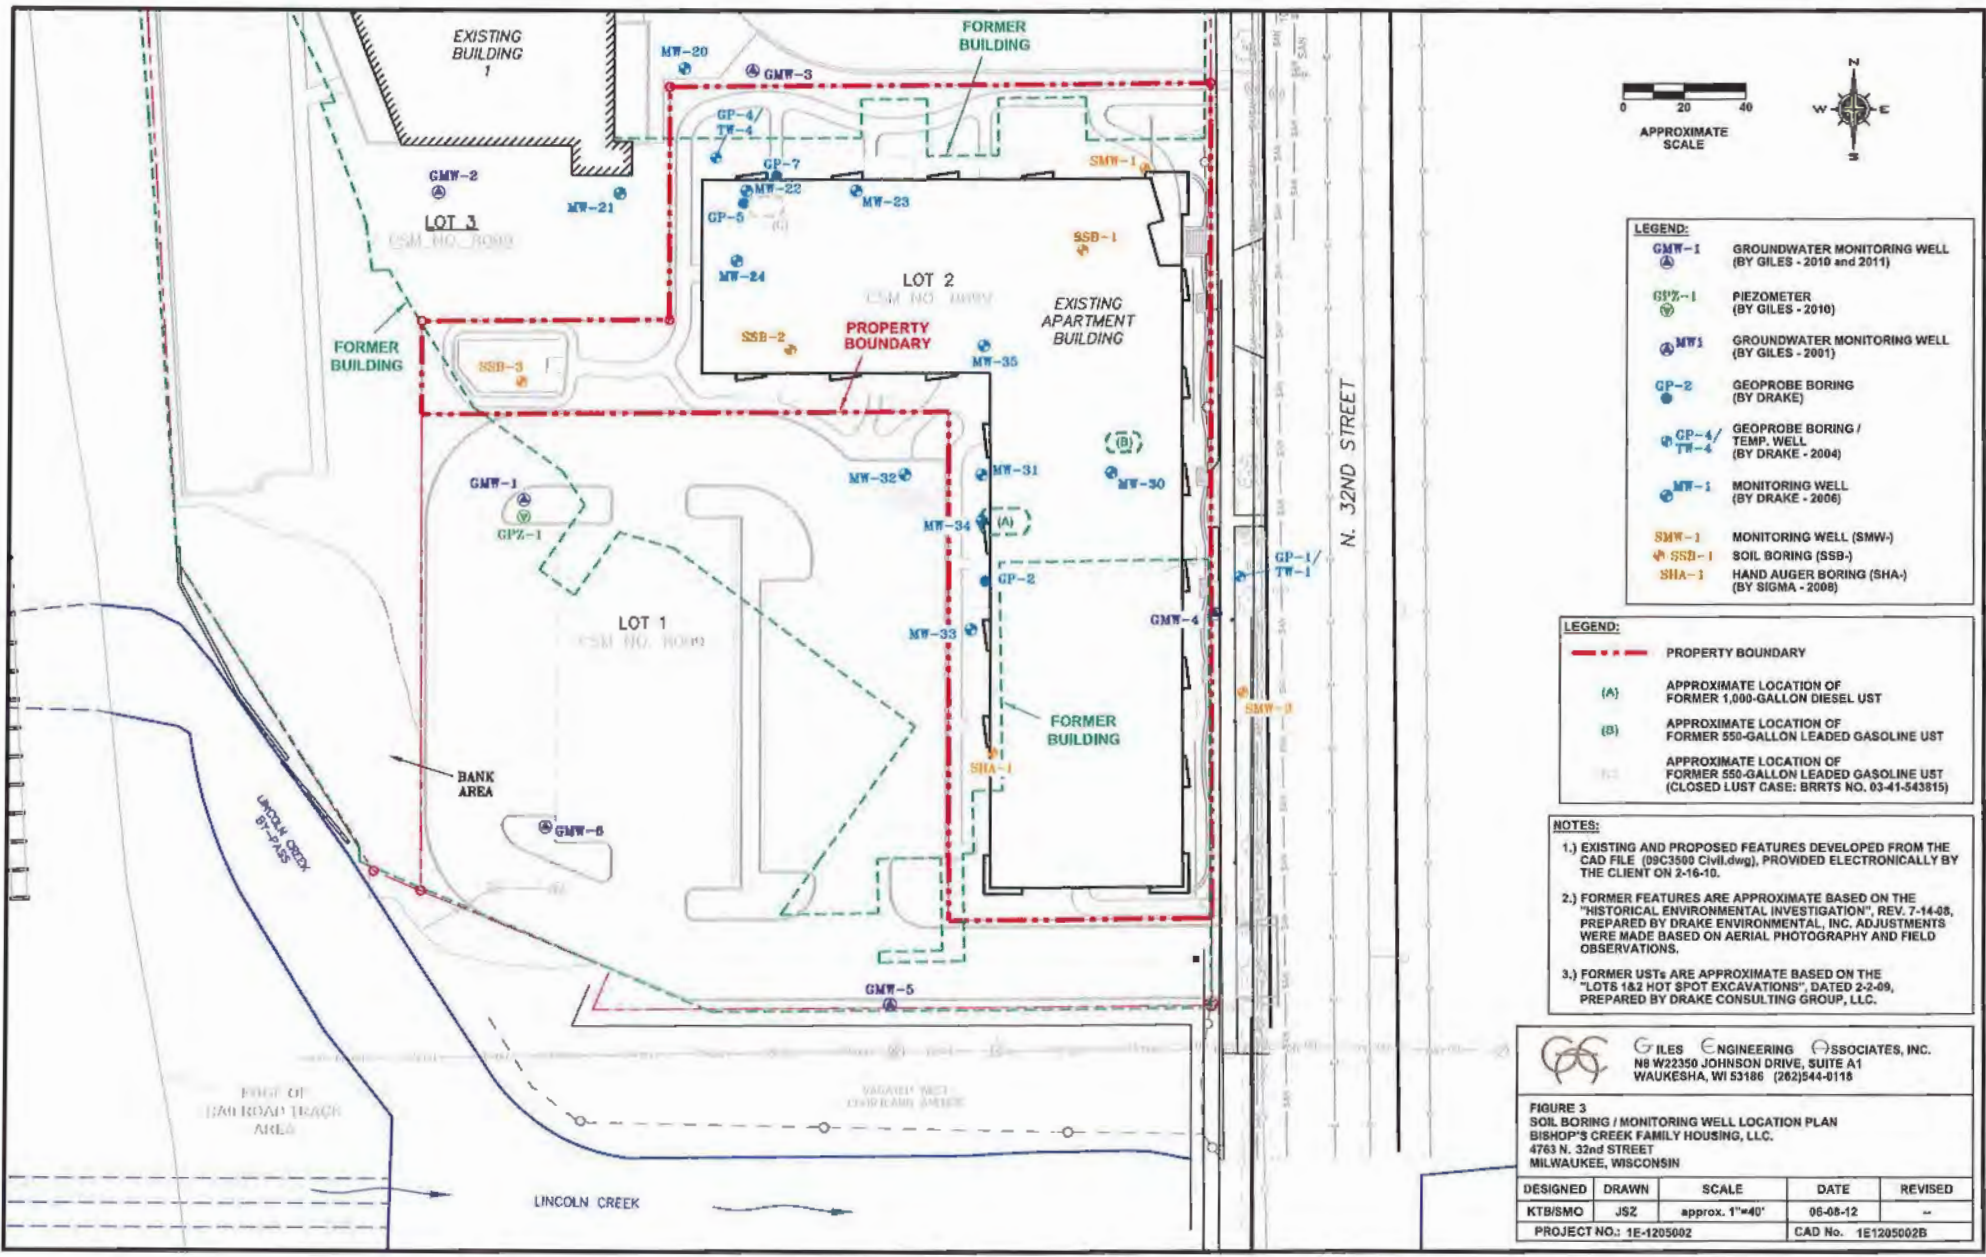 EXISTING
BUILDING
1
MW-20
GMW-3
FORMER
BUILDING
GP-4/
TW-4
GP-7
MW-22
GP-5
MW-23
SMW-1
GMW-2
MW-21
LOT 3
CSM NO. 8099
MW-24
SSB-1
LOT 2
CSM NO. 8099
EXISTING
APARTMENT
BUILDING
PROPERTY
BOUNDARY
SSB-2
MW-35
FORMER
BUILDING
SSB-3
(B)
GMW-1
GPZ-1
MW-32
MW-31
MW-30
MW-34
(A)
GP-2
GP-1/
TW-1
GMW-4
MW-33
LOT 1
CSM NO. 8099
FORMER
BUILDING
SHA-1
BANK
AREA
GMW-6
GMW-5
LINCOLN CREEK
BY-PASS
N. 32ND STREET
EDGE OF
RAILROAD TRACK
AREA
LINCOLN CREEK
N
W
E
S
0 20 40
APPROXIMATE
SCALE
LEGEND:
GMW-1 GROUNDWATER MONITORING WELL
(BY GILES - 2010 and 2011)
GPZ-1 PIEZOMETER
(BY GILES - 2010)
MW1 GROUNDWATER MONITORING WELL
(BY GILES - 2001)
GP-2 GEOPROBE BORING
(BY DRAKE)
GP-4/ GEOPROBE BORING /
TW-4 TEMP. WELL
(BY DRAKE - 2004)
MW-1 MONITORING WELL
(BY DRAKE - 2006)
SMW-1 MONITORING WELL (SMW-)
SSB-1 SOIL BORING (SSB-)
SHA-1 HAND AUGER BORING (SHA-)
(BY SIGMA - 2008)
LEGEND:
PROPERTY BOUNDARY
(A) APPROXIMATE LOCATION OF
FORMER 1,000-GALLON DIESEL UST
(B) APPROXIMATE LOCATION OF
FORMER 550-GALLON LEADED GASOLINE UST
APPROXIMATE LOCATION OF
FORMER 550-GALLON LEADED GASOLINE UST
(CLOSED LUST CASE: BRRTS NO. 03-41-543815)
NOTES:
1.) EXISTING AND PROPOSED FEATURES DEVELOPED FROM THE
CAD FILE (09C3500 Civil.dwg), PROVIDED ELECTRONICALLY BY
THE CLIENT ON 2-16-10.
2.) FORMER FEATURES ARE APPROXIMATE BASED ON THE
"HISTORICAL ENVIRONMENTAL INVESTIGATION", REV. 7-14-08,
PREPARED BY DRAKE ENVIRONMENTAL, INC. ADJUSTMENTS
WERE MADE BASED ON AERIAL PHOTOGRAPHY AND FIELD
OBSERVATIONS.
3.) FORMER USTs ARE APPROXIMATE BASED ON THE
"LOTS 1&2 HOT SPOT EXCAVATIONS", DATED 2-2-09,
PREPARED BY DRAKE CONSULTING GROUP, LLC.
GILES ENGINEERING ASSOCIATES, INC.
N8 W22350 JOHNSON DRIVE, SUITE A1
WAUKESHA, WI 53186 (262)544-0118
FIGURE 3
SOIL BORING / MONITORING WELL LOCATION PLAN
BISHOP'S CREEK FAMILY HOUSING, LLC.
4763 N. 32nd STREET
MILWAUKEE, WISCONSIN
DESIGNED DRAWN SCALE DATE REVISED
KTB/SMO JSZ approx. 1"=40' 06-08-12 --
PROJECT NO.: 1E-1205002 CAD No. 1E1205002B